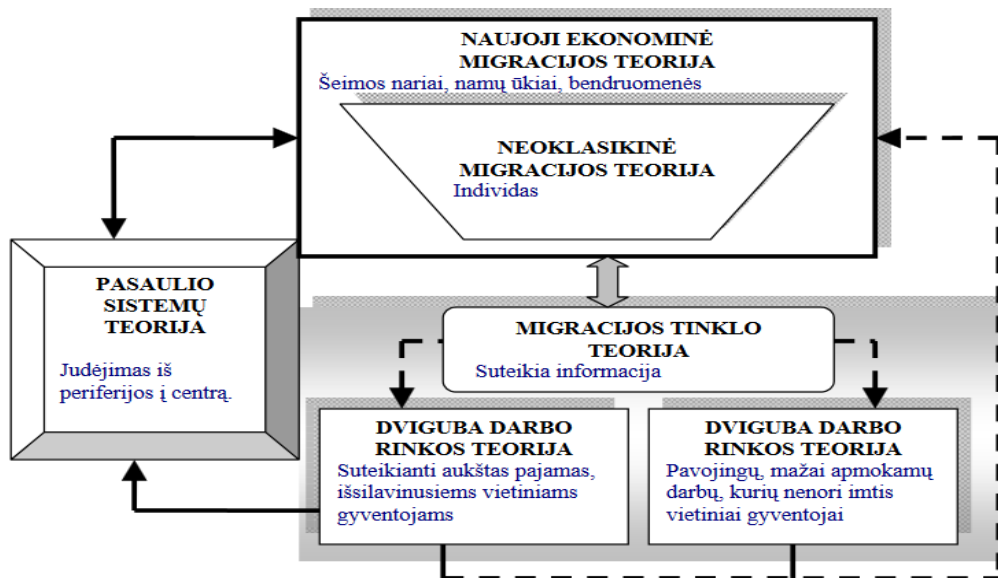 NAUJOJI EKONOMINĖ
MIGRACIJOS TEORIJA
Šeimos nariai, namų ūkiai, bendruomenės
NEOKLASIKINĖ
MIGRACIJOS TEORIJA
Individas
PASAULIO
SISTEMŲ
TEORIJA
Judėjimas iš
periferijos į centrą.
MIGRACIJOS TINKLO
TEORIJA
Suteikia informacija
DVIGUBA DARBO
RINKOS TEORIJA
Suteikianti aukštas pajamas,
išsilavinusiems vietiniams
gyventojams
DVIGUBA DARBO
RINKOS TEORIJA
Pavojingų, mažai apmokamų
darbų, kurių nenori imtis
vietiniai gyventojai